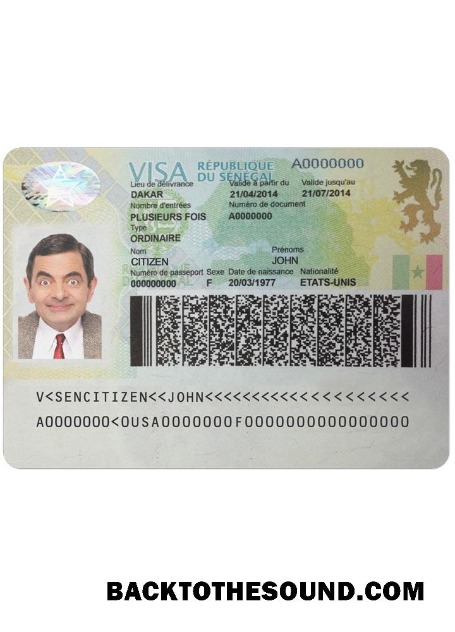 VISA RÉPUBLIQUE DU SÉNÉGAL A0000000
Lieu de délivrance Valide à partir du Valide jusqu'au
DAKAR 21/04/2014 21/07/2014
Nombre d'entrées Numéro de document
PLUSIEURS FOIS A0000000
Type
ORDINAIRE
Nom Prénoms
CITIZEN JOHN
Numéro de passeport Sexe Date de naissance Nationalité
000000000 F 20/03/1977 ETATS-UNIS
V<SENCITIZEN<<JOHN<<<<<<<<<<<<<<<<<<<<
A0000000<0USA0000000F0000000000000000
BACKTOTHESOUND.COM